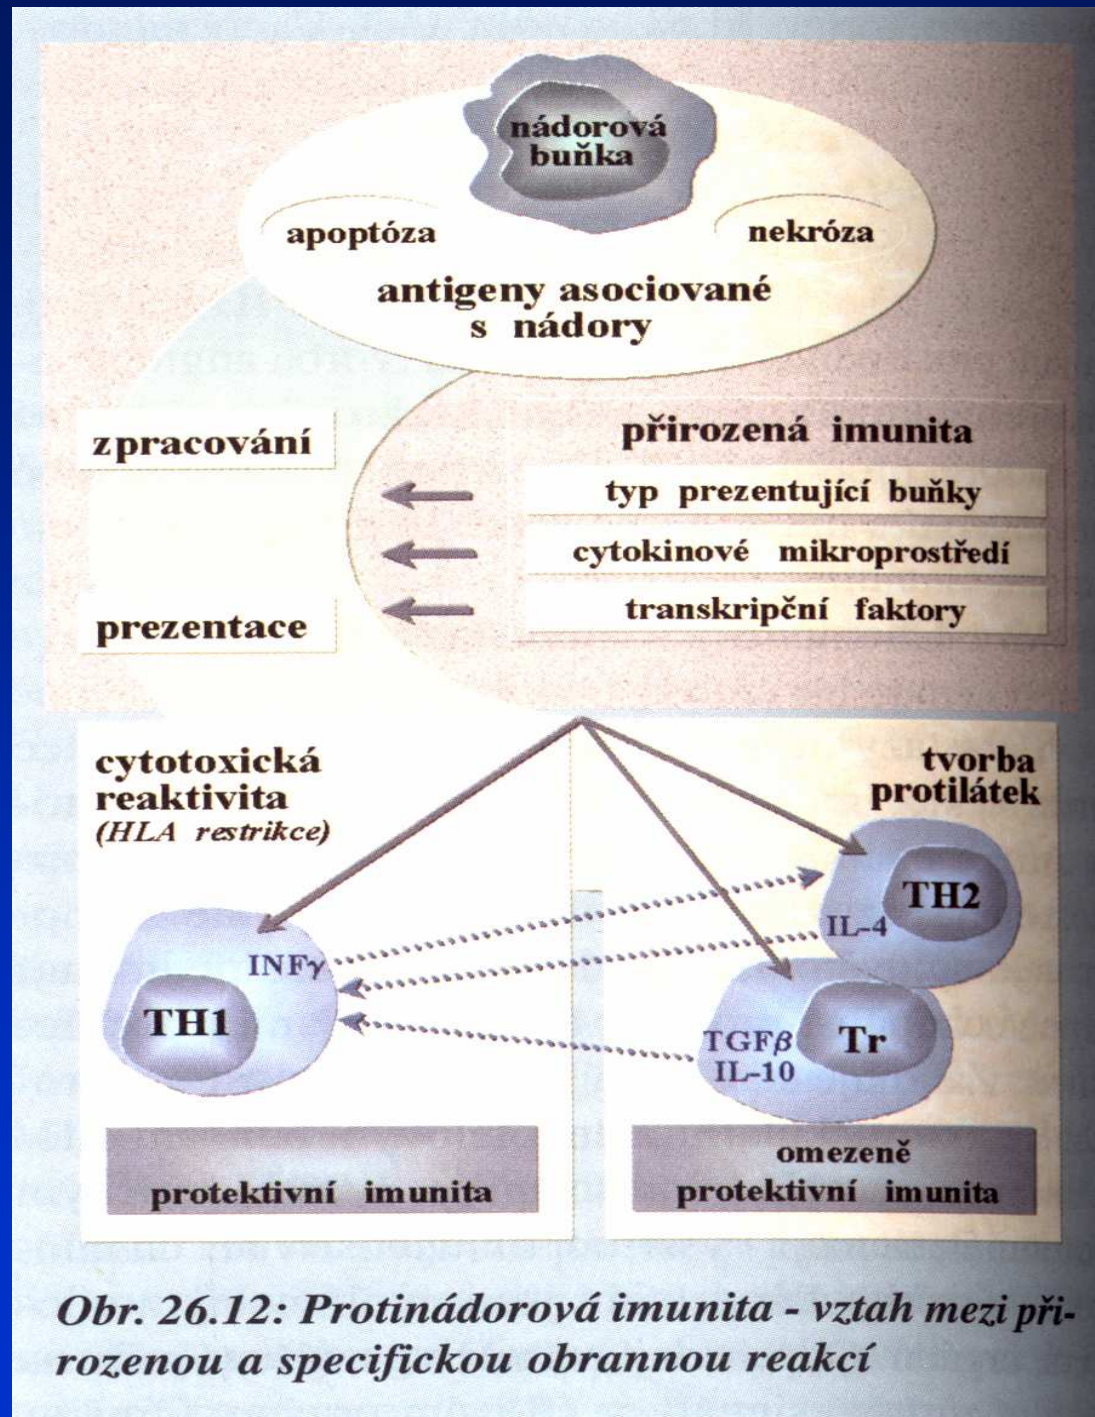 nádorová
buňka
apoptóza
nekróza
antigeny asociované
s nádory
zpracování
prezentace
přirozená imunita
typ prezentující buňky
cytokinové mikroprostředí
transkripční faktory
cytotoxická
reaktivita
(HLA restrikce)
tvorba
protilátek
TH2
IL-4
INFγ
TH1
TGFβ
IL-10
Tr
protektivní imunita
omezeně
protektivní imunita
Obr. 26.12: Protinádorová imunita - vztah mezi při-
rozenou a specifickou obrannou reakcí